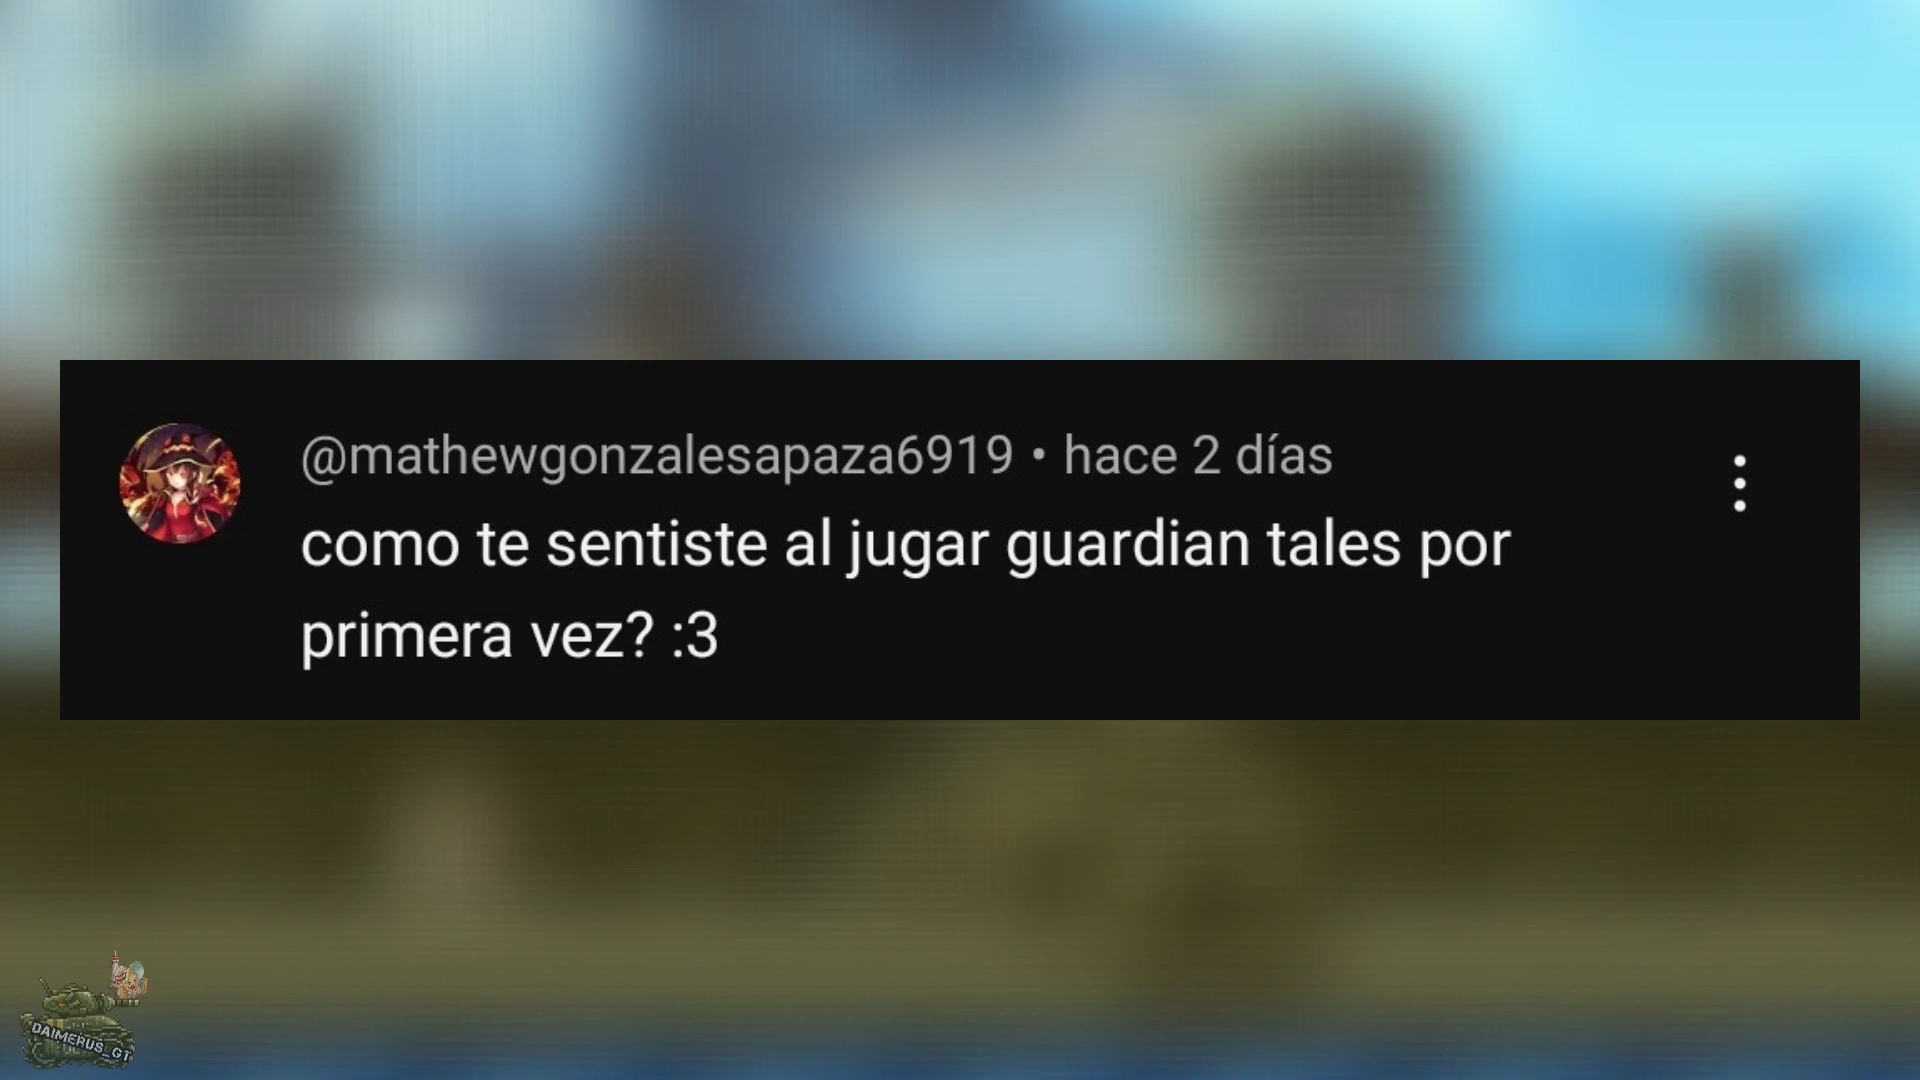 @mathewgonzalesapaza6919 • hace 2 días
como te sentiste al jugar guardian tales por
primera vez? :3
DAIMERUS_GT